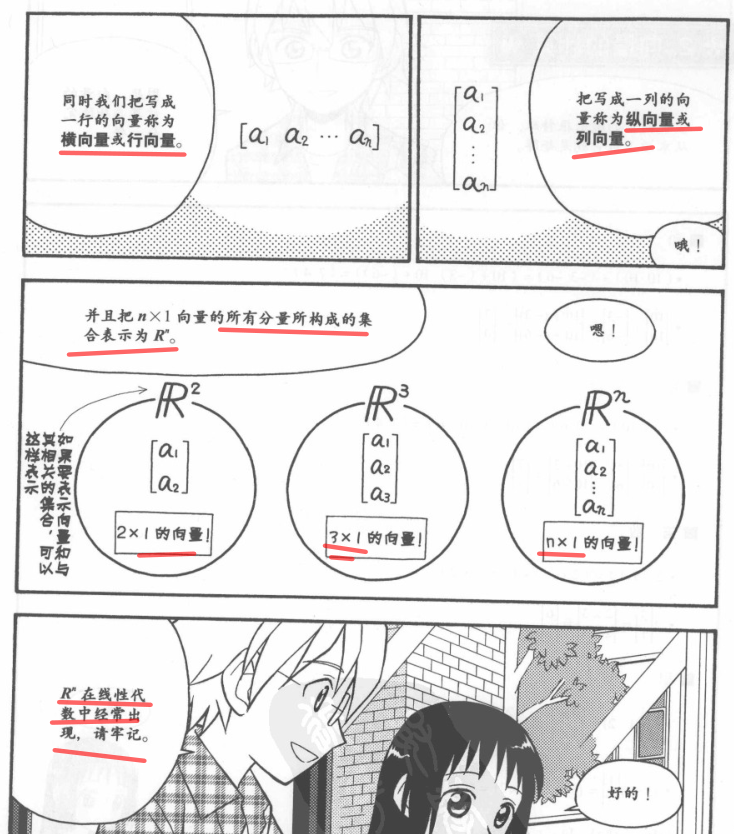 把写成一列的向
量称为纵向量或
列向量。
[a₁
a₂
⋮
aₙ]
哦！
同时我们把写成
一行的向量称为
横向量或行向量。
[a₁ a₂ ⋯ aₙ]
并且把 n×1 向量的所有分量所构成的集
合表示为 Rⁿ。
嗯！
如果要表示向量和与
其相关的集合，可以
这样表示
ℝ²
[a₁
a₂]
2×1的向量！
ℝ³
[a₁
a₂
a₃]
3×1的向量！
ℝⁿ
[a₁
a₂
⋮
aₙ]
n×1的向量！
Rⁿ 在线性代
数中经常出
现，请牢记。
好的！